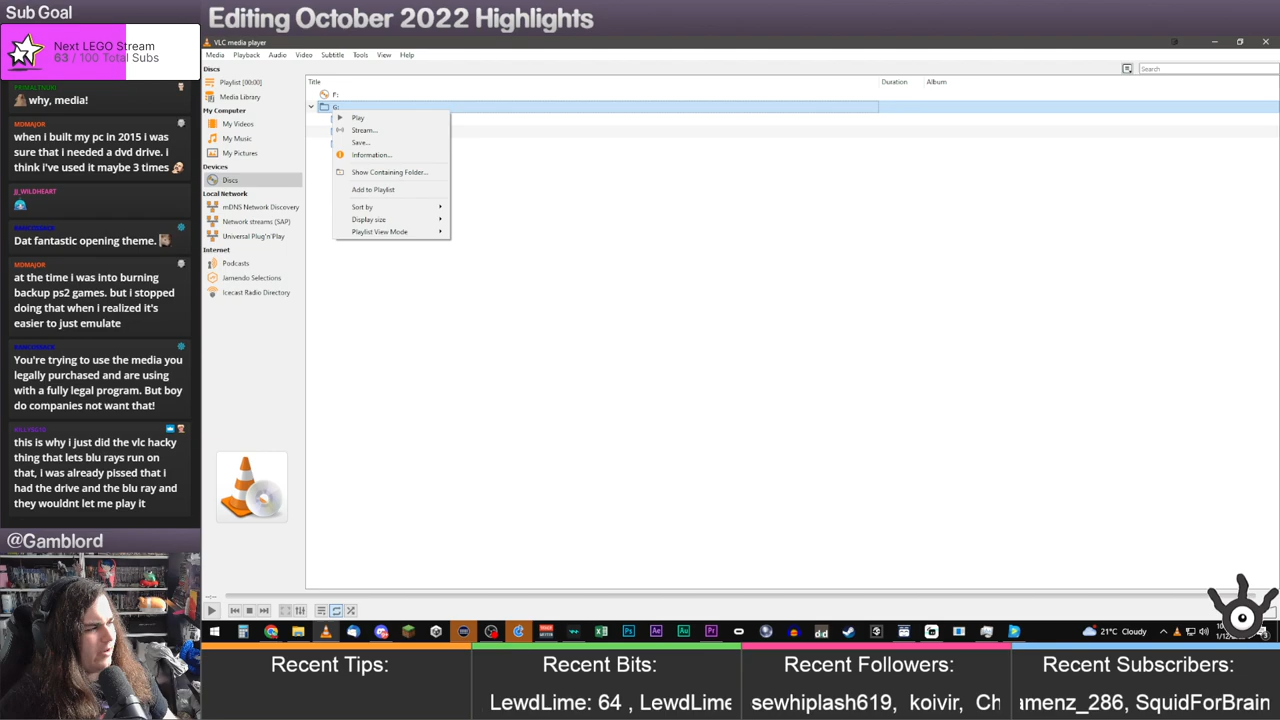 Sub Goal
Editing October 2022 Highlights
Next LEGO Stream
63 / 100 Total Subs
why, media!
MDMAJOR
when i built my pc in 2015 i was
sure that i needed a dvd drive. i
think i've used it maybe 3 times
JJ_WILDHEART
Dat fantastic opening theme.
MDMAJOR
at the time i was into burning
backup ps2 games. but i stopped
doing that when i realized it's
easier to just emulate
You're trying to use the media you
legally purchased and are using
with a fully legal program. But boy
do companies not want that!
this is why i just did the vlc hacky
thing that lets blu rays run on
that, i was already pissed that i
had the drive and the blu ray and
they wouldnt let me play it
@Gamblord
VLC media player
Media Playback Audio Video Subtitle Tools View Help
Discs
Playlist [00:00]
Media Library
My Computer
My Videos
My Music
My Pictures
Devices
Discs
Local Network
mDNS Network Discovery
Network streams (SAP)
Universal Plug'n'Play
Internet
Podcasts
Jamendo Selections
Icecast Radio Directory
Search
Title Duration Album
F:
G:
Play
Stream...
Save...
Information...
Show Containing Folder...
Add to Playlist
Sort by
Display size
Playlist View Mode
--:--
21°C Cloudy
Recent Tips:
Recent Bits:
LewdLime: 64 , LewdLime
Recent Followers:
sewhiplash619, koivir, Ch
Recent Subscribers:
amenz_286, SquidForBrain